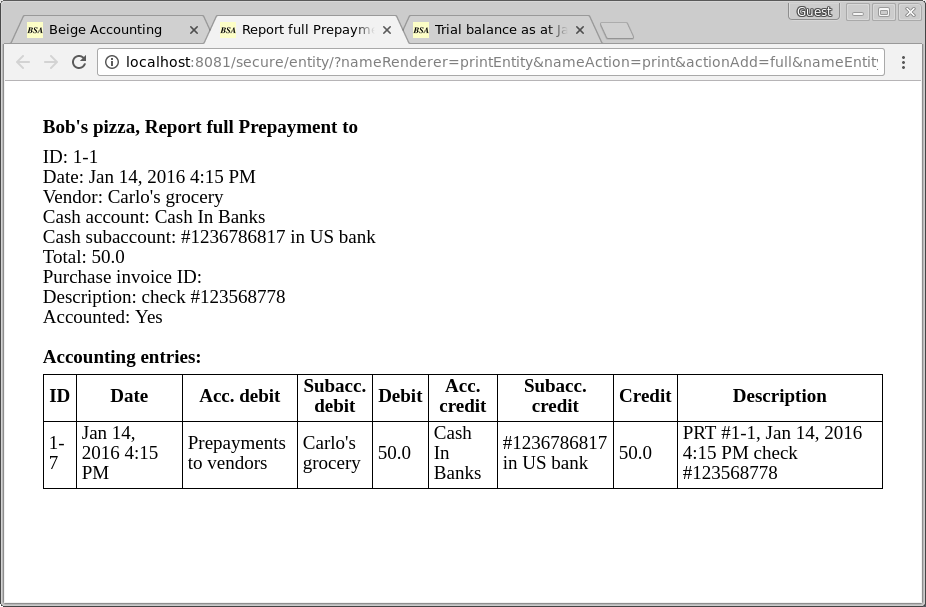 Guest
BSA Beige Accounting
BSA Report full Prepaym
BSA Trial balance as at Ja
localhost:8081/secure/entity/?nameRenderer=printEntity&nameAction=print&actionAdd=full&nameEntit
Bob's pizza, Report full Prepayment to
ID: 1-1
Date: Jan 14, 2016 4:15 PM
Vendor: Carlo's grocery
Cash account: Cash In Banks
Cash subaccount: #1236786817 in US bank
Total: 50.0
Purchase invoice ID:
Description: check #123568778
Accounted: Yes
Accounting entries:
ID
Date
Acc. debit
Subacc.
debit
Debit
Acc.
credit
Subacc.
credit
Credit
Description
1-
7
Jan 14,
2016 4:15
PM
Prepayments
to vendors
Carlo's
grocery
50.0
Cash
In
Banks
#1236786817
in US bank
50.0
PRT #1-1, Jan 14, 2016
4:15 PM check
#123568778